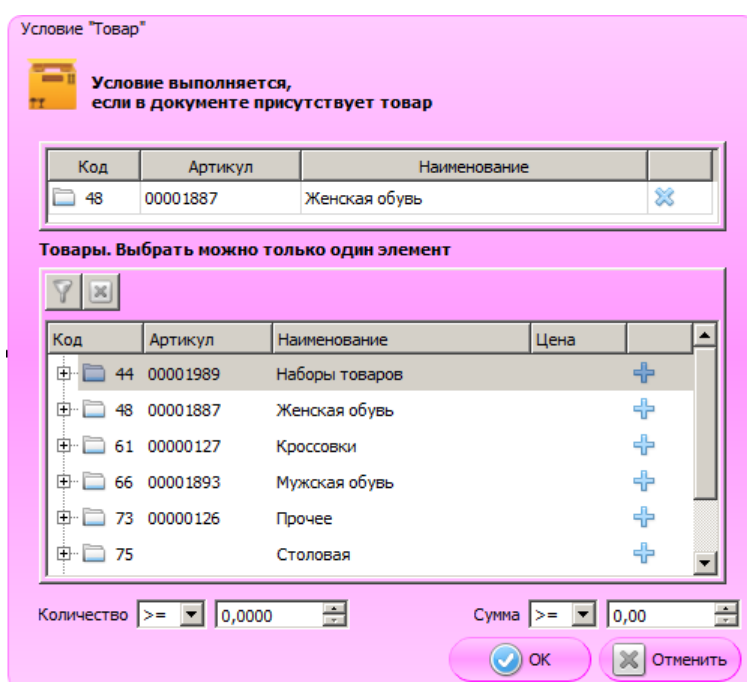 Условие "Товар"
Условие выполняется,
если в документе присутствует товар
Код Артикул Наименование
48 00001887 Женская обувь
Товары. Выбрать можно только один элемент
Код Артикул Наименование Цена
44 00001989 Наборы товаров
48 00001887 Женская обувь
61 00000127 Кроссовки
66 00001893 Мужская обувь
73 00000126 Прочее
75 Столовая
Количество >= 0,0000 Сумма >= 0,00
OK Отменить